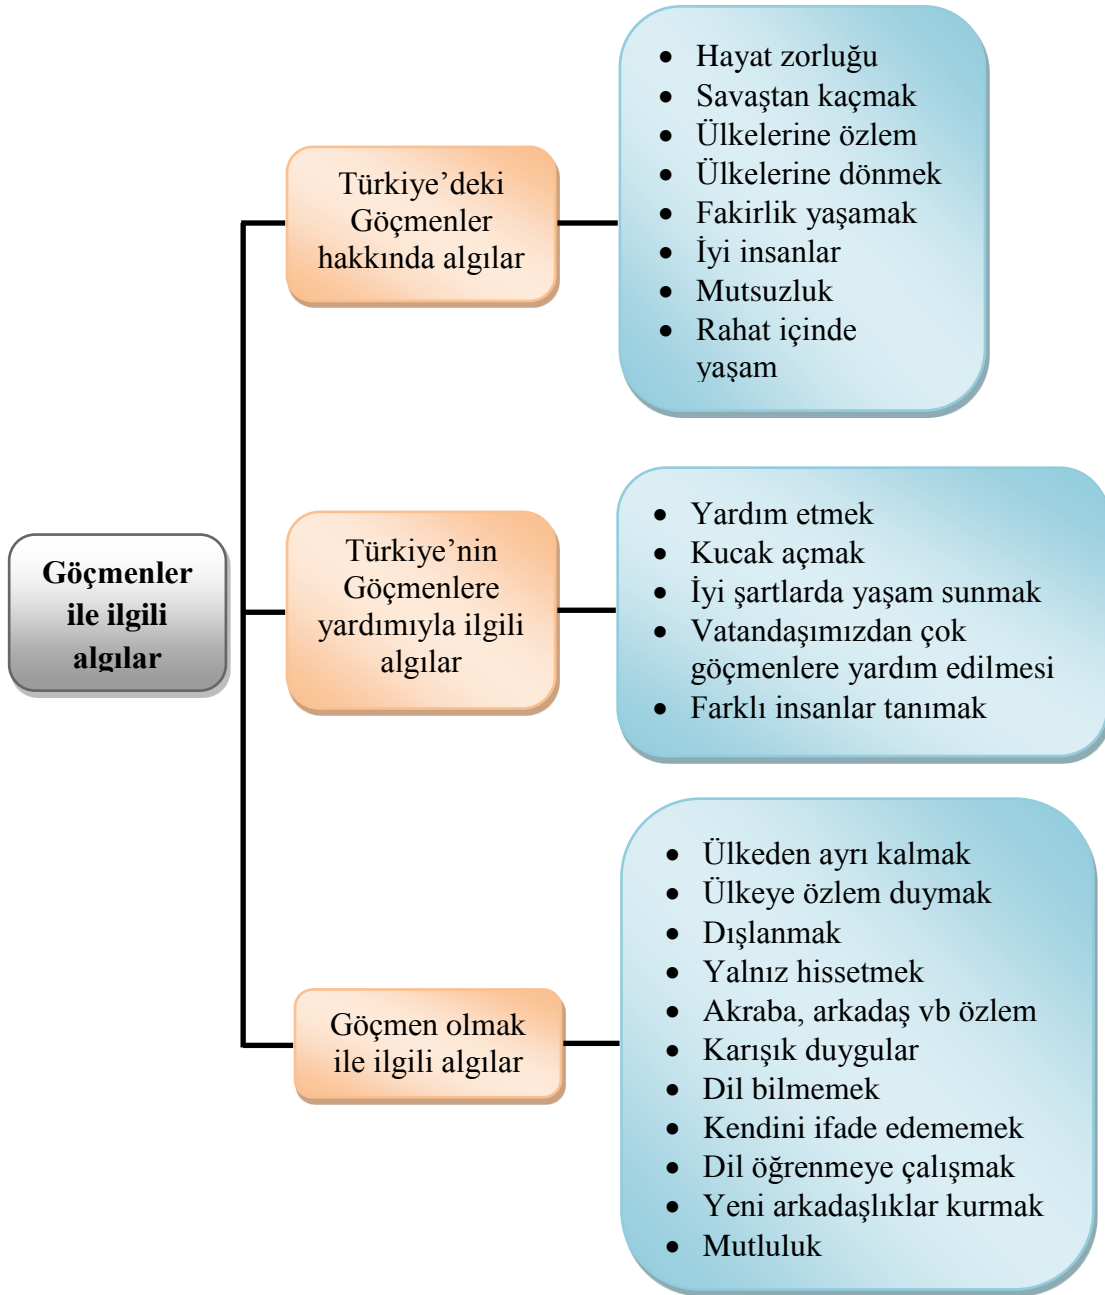 Göçmenler
ile ilgili
algılar
Türkiye’deki
Göçmenler
hakkında algılar
• Hayat zorluğu
• Savaştan kaçmak
• Ülkelerine özlem
• Ülkelerine dönmek
• Fakirlik yaşamak
• İyi insanlar
• Mutsuzluk
• Rahat içinde
yaşam
Türkiye’nin
Göçmenlere
yardımıyla ilgili
algılar
• Yardım etmek
• Kucak açmak
• İyi şartlarda yaşam sunmak
• Vatandaşımızdan çok
göçmenlere yardım edilmesi
• Farklı insanlar tanımak
Göçmen olmak
ile ilgili algılar
• Ülkeden ayrı kalmak
• Ülkeye özlem duymak
• Dışlanmak
• Yalnız hissetmek
• Akraba, arkadaş vb özlem
• Karışık duygular
• Dil bilmemek
• Kendini ifade edememek
• Dil öğrenmeye çalışmak
• Yeni arkadaşlıklar kurmak
• Mutluluk